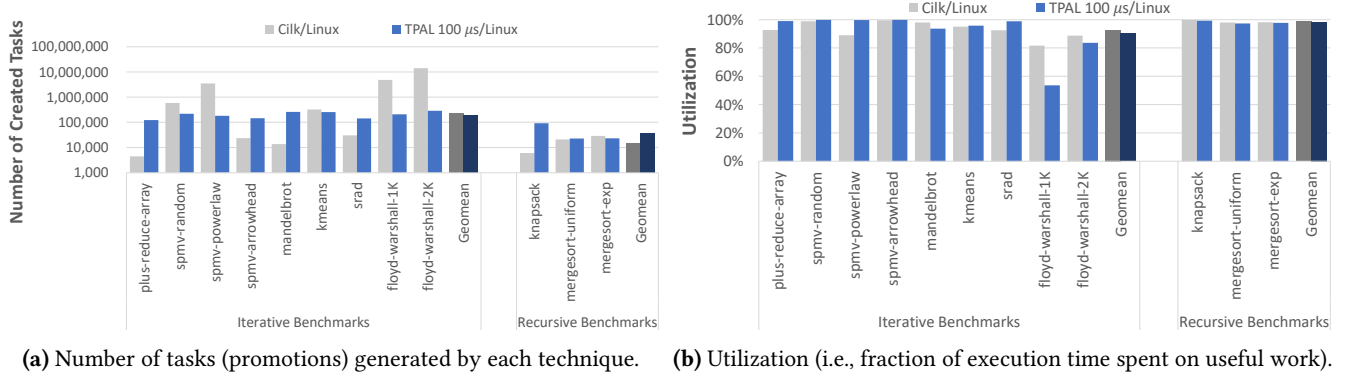 Cilk/Linux
TPAL 100 μs/Linux
Number of Created Tasks
100,000,000
10,000,000
1,000,000
100,000
10,000
1,000
plus-reduce-array
spmv-random
spmv-powerlaw
spmv-arrowhead
mandelbrot
kmeans
srad
floyd-warshall-1K
floyd-warshall-2K
Geomean
knapsack
mergesort-uniform
mergesort-exp
Geomean
Iterative Benchmarks
Recursive Benchmarks
(a) Number of tasks (promotions) generated by each technique.
Cilk/Linux
TPAL 100 μs/Linux
Utilization
100%
80%
60%
40%
20%
0%
plus-reduce-array
spmv-random
spmv-powerlaw
spmv-arrowhead
mandelbrot
kmeans
srad
floyd-warshall-1K
floyd-warshall-2K
Geomean
knapsack
mergesort-uniform
mergesort-exp
Geomean
Iterative Benchmarks
Recursive Benchmarks
(b) Utilization (i.e., fraction of execution time spent on useful work).